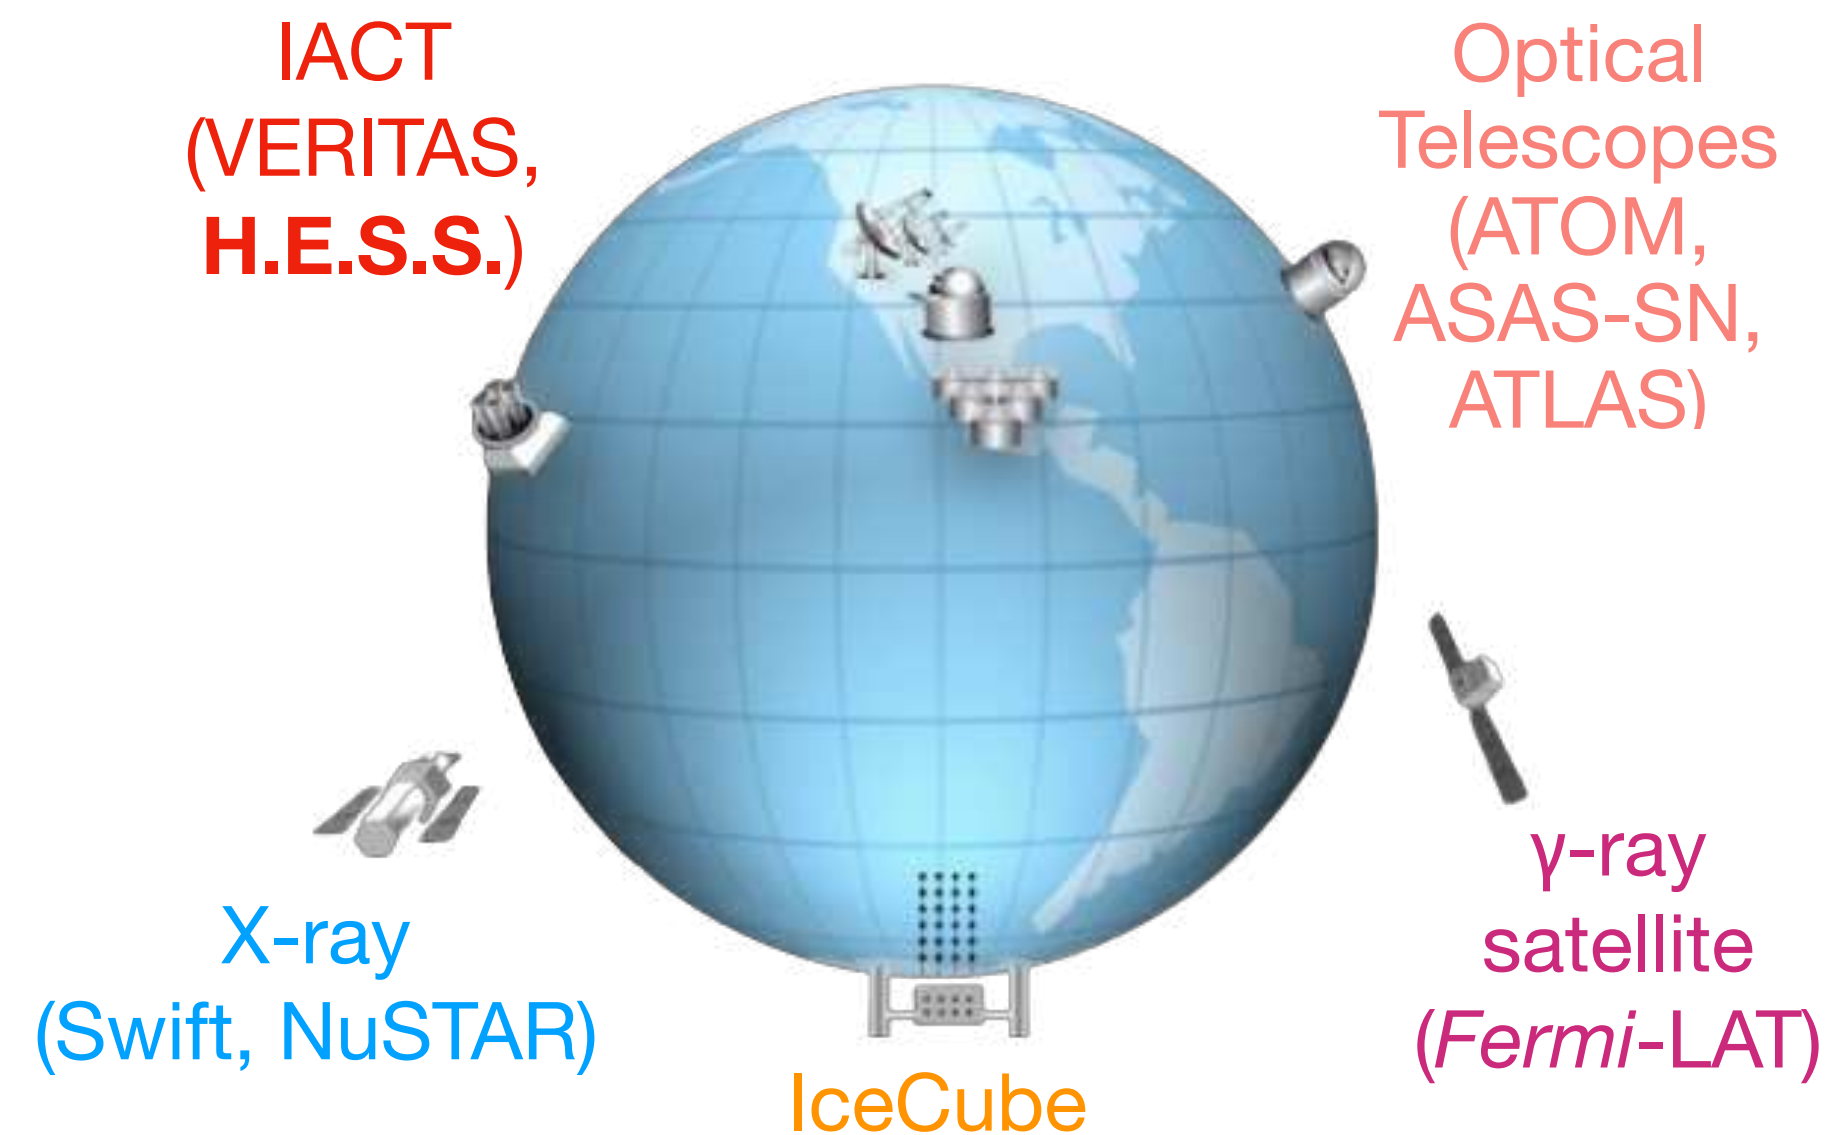 IACT
(VERITAS,
H.E.S.S.)
Optical
Telescopes
(ATOM,
ASAS-SN,
ATLAS)
X-ray
(Swift, NuSTAR)
γ-ray
satellite
(Fermi-LAT)
IceCube